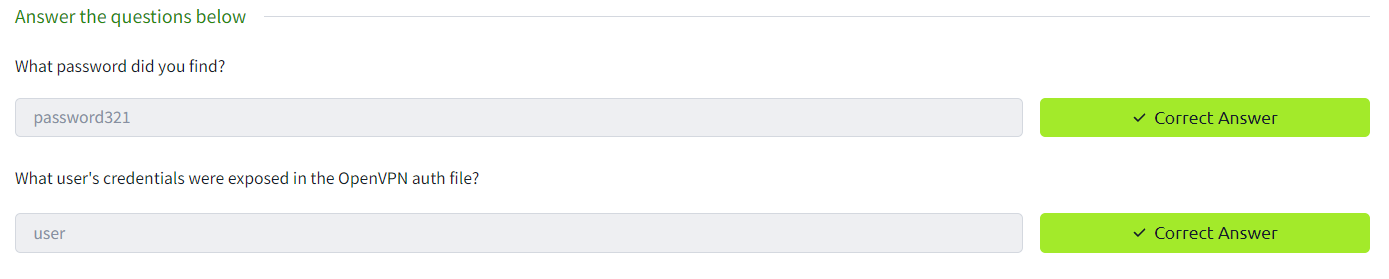 Answer the questions below
What password did you find?
password321
✓ Correct Answer
What user's credentials were exposed in the OpenVPN auth file?
user
✓ Correct Answer